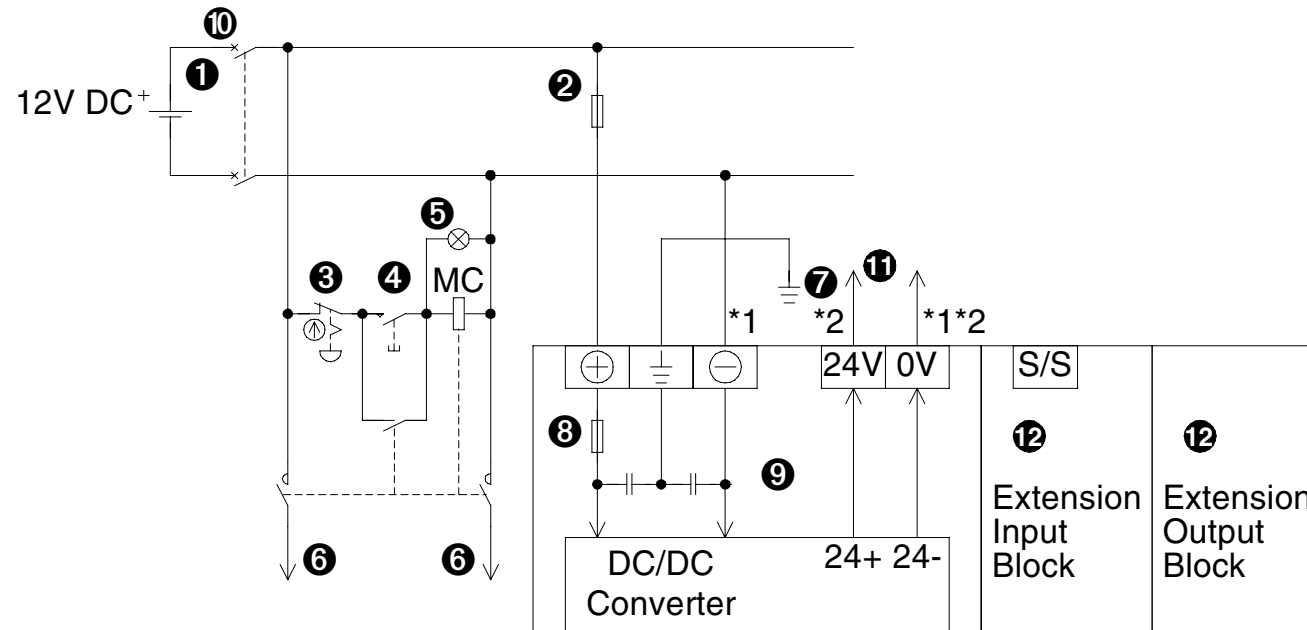 ❿
❶
❷
12V DC+
❺
❸ ❹ MC ❼ ⓫
*1 *2 *1*2
+ - 24V 0V S/S
❽ ⓬ ⓬
❾
Extension Input Block
Extension Output Block
❻ ❻
DC/DC Converter
24+ 24-